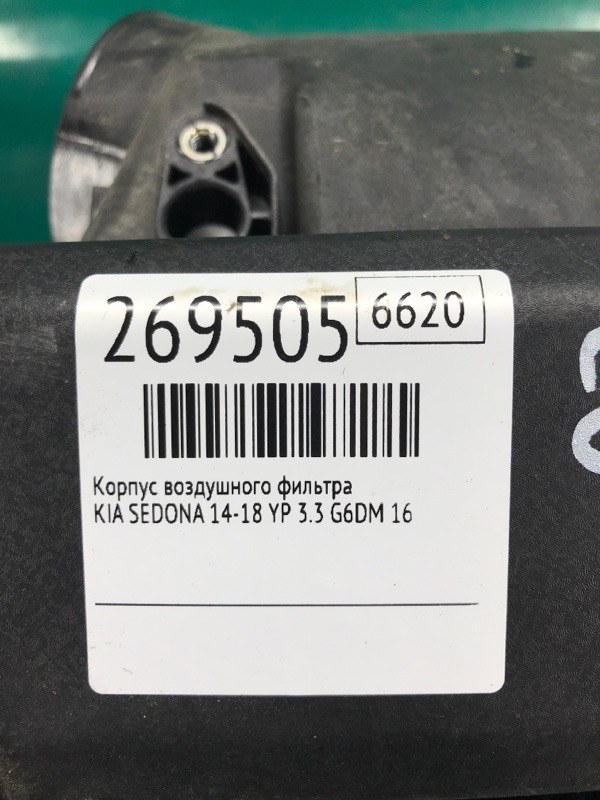 269505 6620
Корпус воздушного фильтра
KIA SEDONA 14-18 YP 3.3 G6DM 16